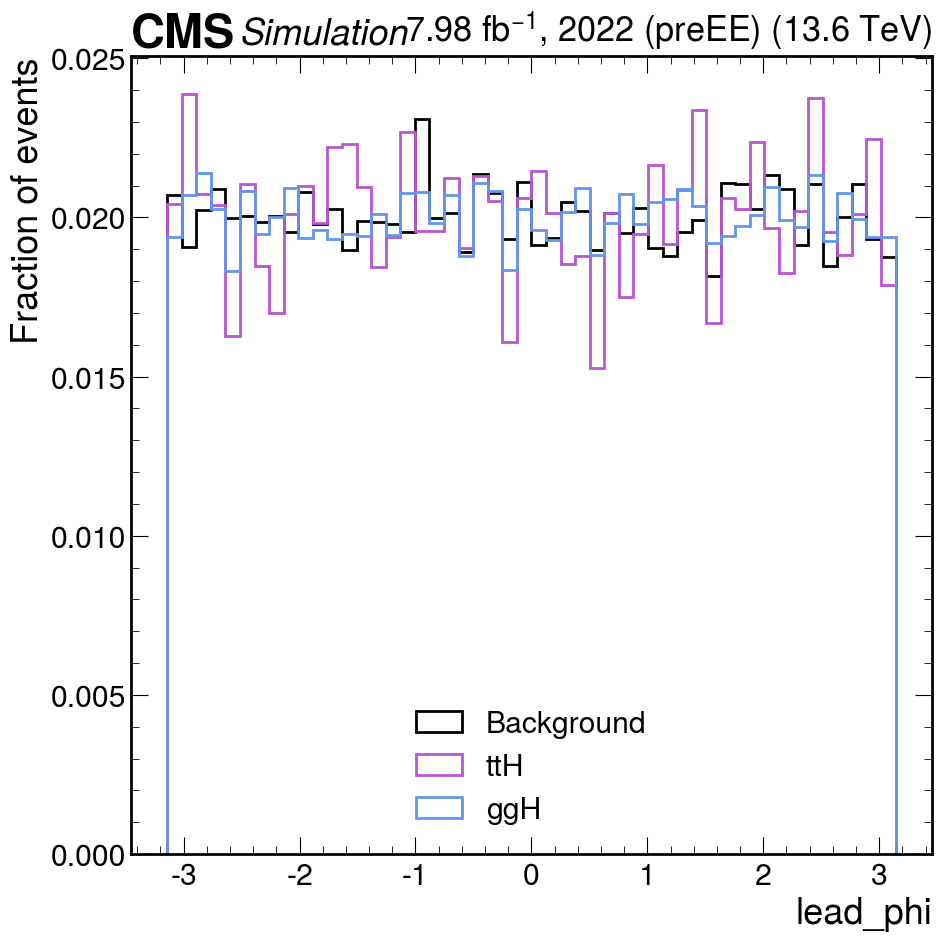 CMS Simulation 7.98 fb⁻¹, 2022 (preEE) (13.6 TeV)
Fraction of events
0.025
0.020
0.015
0.010
0.005
0.000
Background
ttH
ggH
-3 -2 -1 0 1 2 3
lead_phi